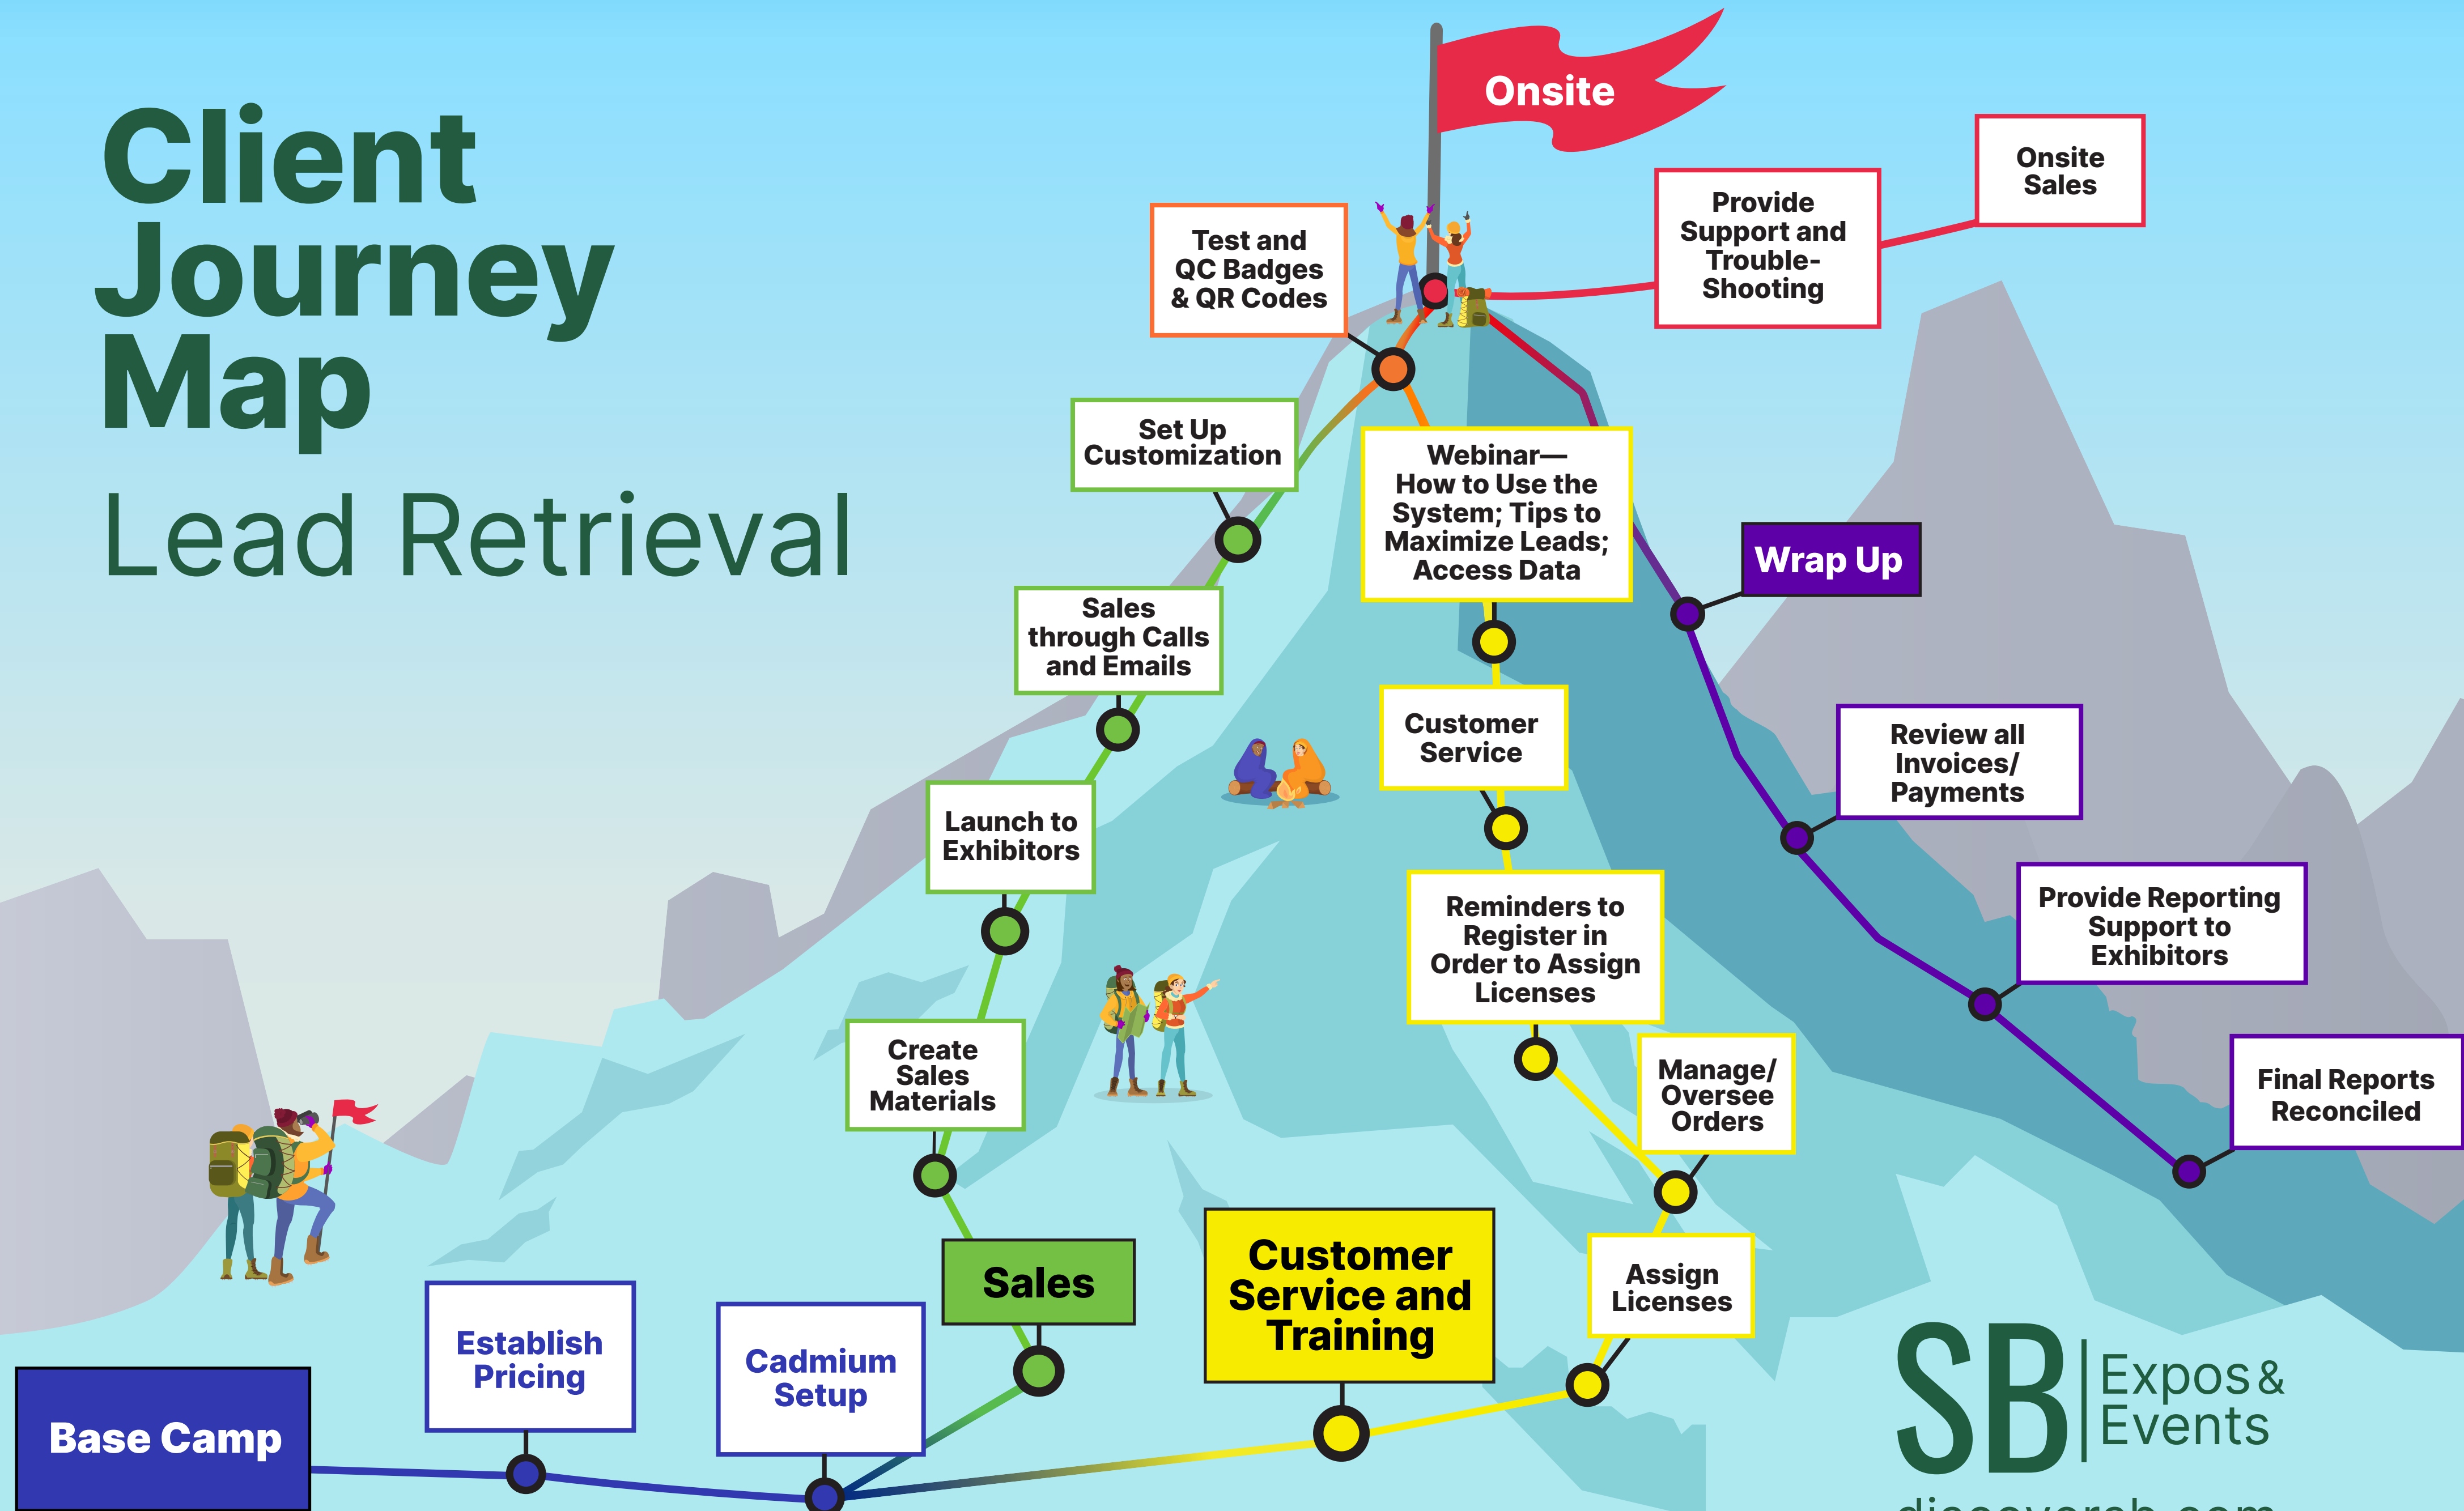 Client
Journey
Map
Lead Retrieval
Onsite
Onsite
Sales
Provide
Support and
Trouble-
Shooting
Test and
QC Badges
& QR Codes
Set Up
Customization
Webinar—
How to Use the
System; Tips to
Maximize Leads;
Access Data
Wrap Up
Sales
through Calls
and Emails
Customer
Service
Review all
Invoices/
Payments
Launch to
Exhibitors
Reminders to
Register in
Order to Assign
Licenses
Provide Reporting
Support to
Exhibitors
Create
Sales
Materials
Manage/
Oversee
Orders
Final Reports
Reconciled
Sales
Customer
Service and
Training
Assign
Licenses
Establish
Pricing
Cadmium
Setup
Base Camp
SB
Expos &
Events
discoversb.com